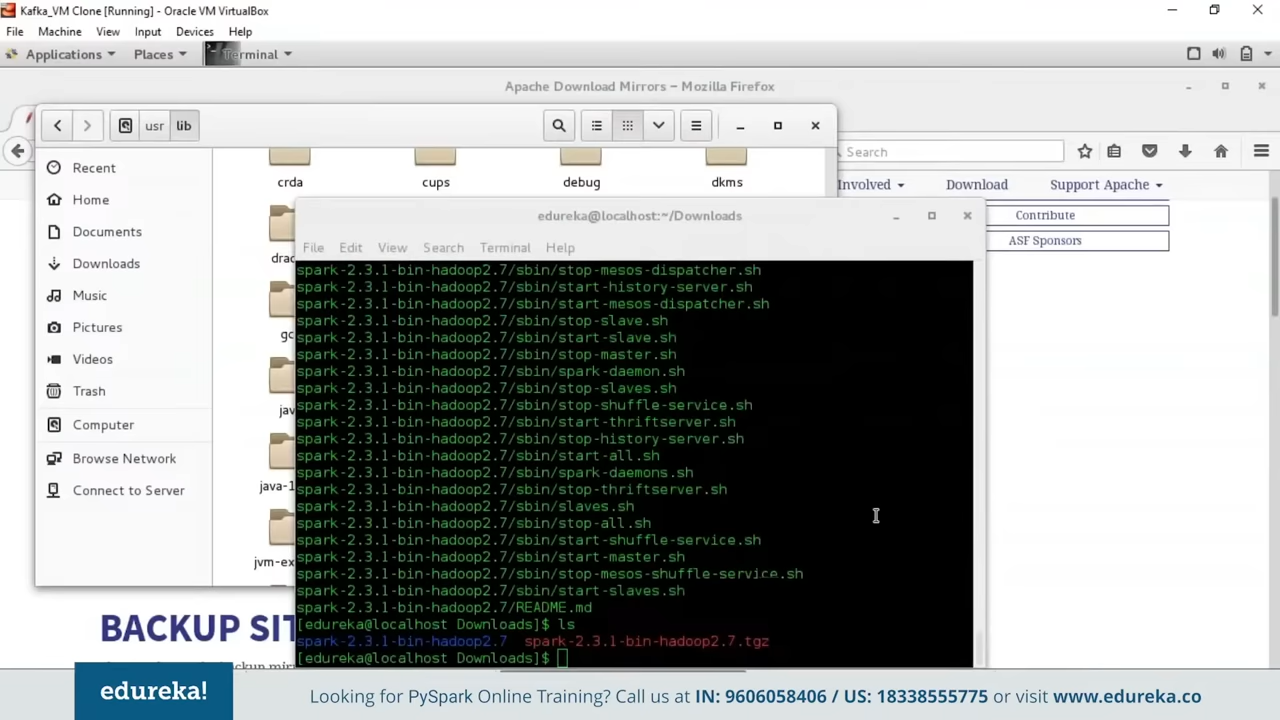 Kafka_VM Clone [Running] - Oracle VM VirtualBox
File Machine View Input Devices Help
Applications Places Terminal
Apache Download Mirrors – Mozilla Firefox
usr lib
Search
Recent
Home
Documents
Downloads
Music
Pictures
Videos
Trash
Computer
Browse Network
Connect to Server
crda cups debug dkms
drac
gc
jav
java-1
jvm-ex
Involved Download Support Apache
Contribute
ASF Sponsors
edureka@localhost:~/Downloads
File Edit View Search Terminal Help
spark-2.3.1-bin-hadoop2.7/sbin/stop-mesos-dispatcher.sh
spark-2.3.1-bin-hadoop2.7/sbin/start-history-server.sh
spark-2.3.1-bin-hadoop2.7/sbin/start-mesos-dispatcher.sh
spark-2.3.1-bin-hadoop2.7/sbin/stop-slave.sh
spark-2.3.1-bin-hadoop2.7/sbin/start-slave.sh
spark-2.3.1-bin-hadoop2.7/sbin/stop-master.sh
spark-2.3.1-bin-hadoop2.7/sbin/spark-daemon.sh
spark-2.3.1-bin-hadoop2.7/sbin/stop-slaves.sh
spark-2.3.1-bin-hadoop2.7/sbin/stop-shuffle-service.sh
spark-2.3.1-bin-hadoop2.7/sbin/start-thriftserver.sh
spark-2.3.1-bin-hadoop2.7/sbin/stop-history-server.sh
spark-2.3.1-bin-hadoop2.7/sbin/start-all.sh
spark-2.3.1-bin-hadoop2.7/sbin/spark-daemons.sh
spark-2.3.1-bin-hadoop2.7/sbin/stop-thriftserver.sh
spark-2.3.1-bin-hadoop2.7/sbin/slaves.sh
spark-2.3.1-bin-hadoop2.7/sbin/stop-all.sh
spark-2.3.1-bin-hadoop2.7/sbin/start-shuffle-service.sh
spark-2.3.1-bin-hadoop2.7/sbin/start-master.sh
spark-2.3.1-bin-hadoop2.7/sbin/stop-mesos-shuffle-service.sh
spark-2.3.1-bin-hadoop2.7/sbin/start-slaves.sh
spark-2.3.1-bin-hadoop2.7/README.md
[edureka@localhost Downloads]$ ls
spark-2.3.1-bin-hadoop2.7 spark-2.3.1-bin-hadoop2.7.tgz
[edureka@localhost Downloads]$
BACKUP SIT
edureka!
Looking for PySpark Online Training? Call us at IN: 9606058406 / US: 18338555775 or visit www.edureka.co